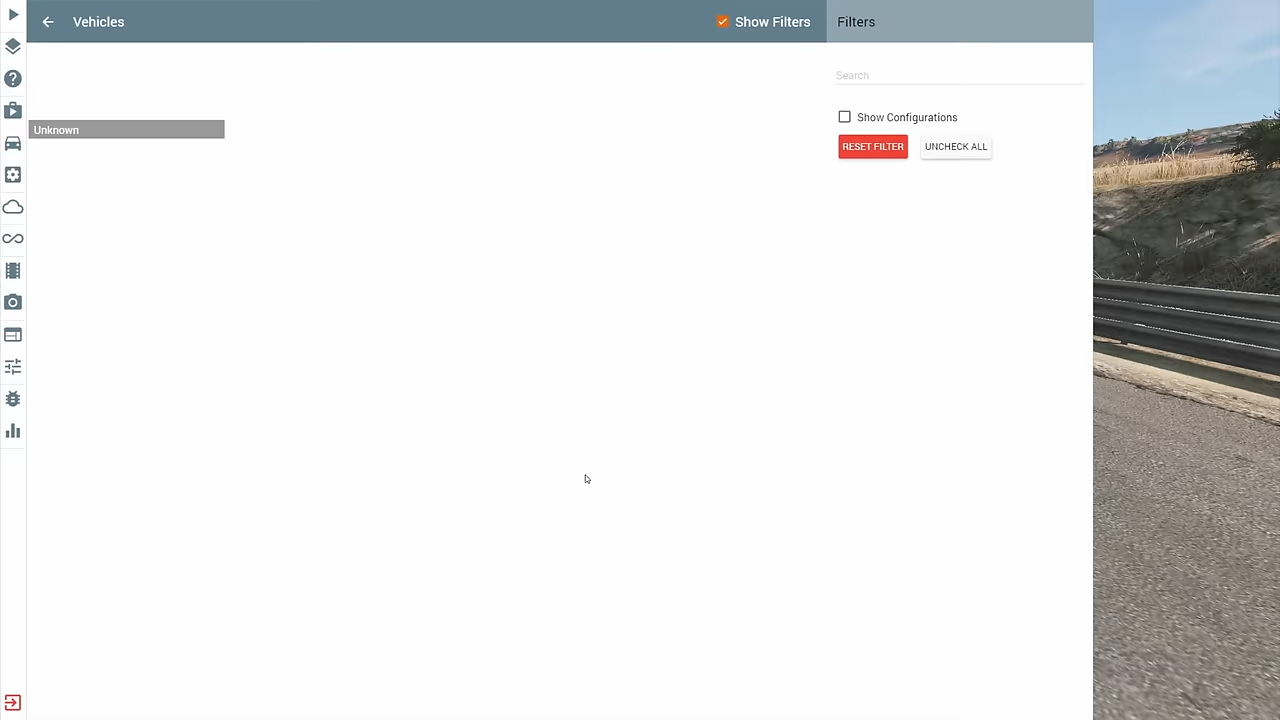 Vehicles
Show Filters
Filters
Search
Unknown
Show Configurations
RESET FILTER
UNCHECK ALL